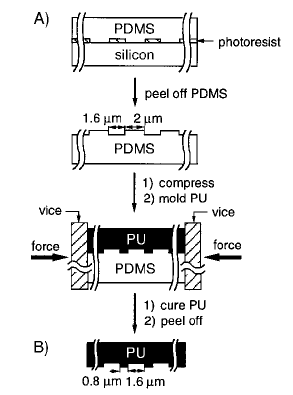 A)
PDMS
silicon
photoresist
peel off PDMS
1.6 μm 2 μm
PDMS
1) compress
2) mold PU
vice vice
PU
force force
PDMS
1) cure PU
2) peel off
B)
PU
0.8 μm 1.6 μm